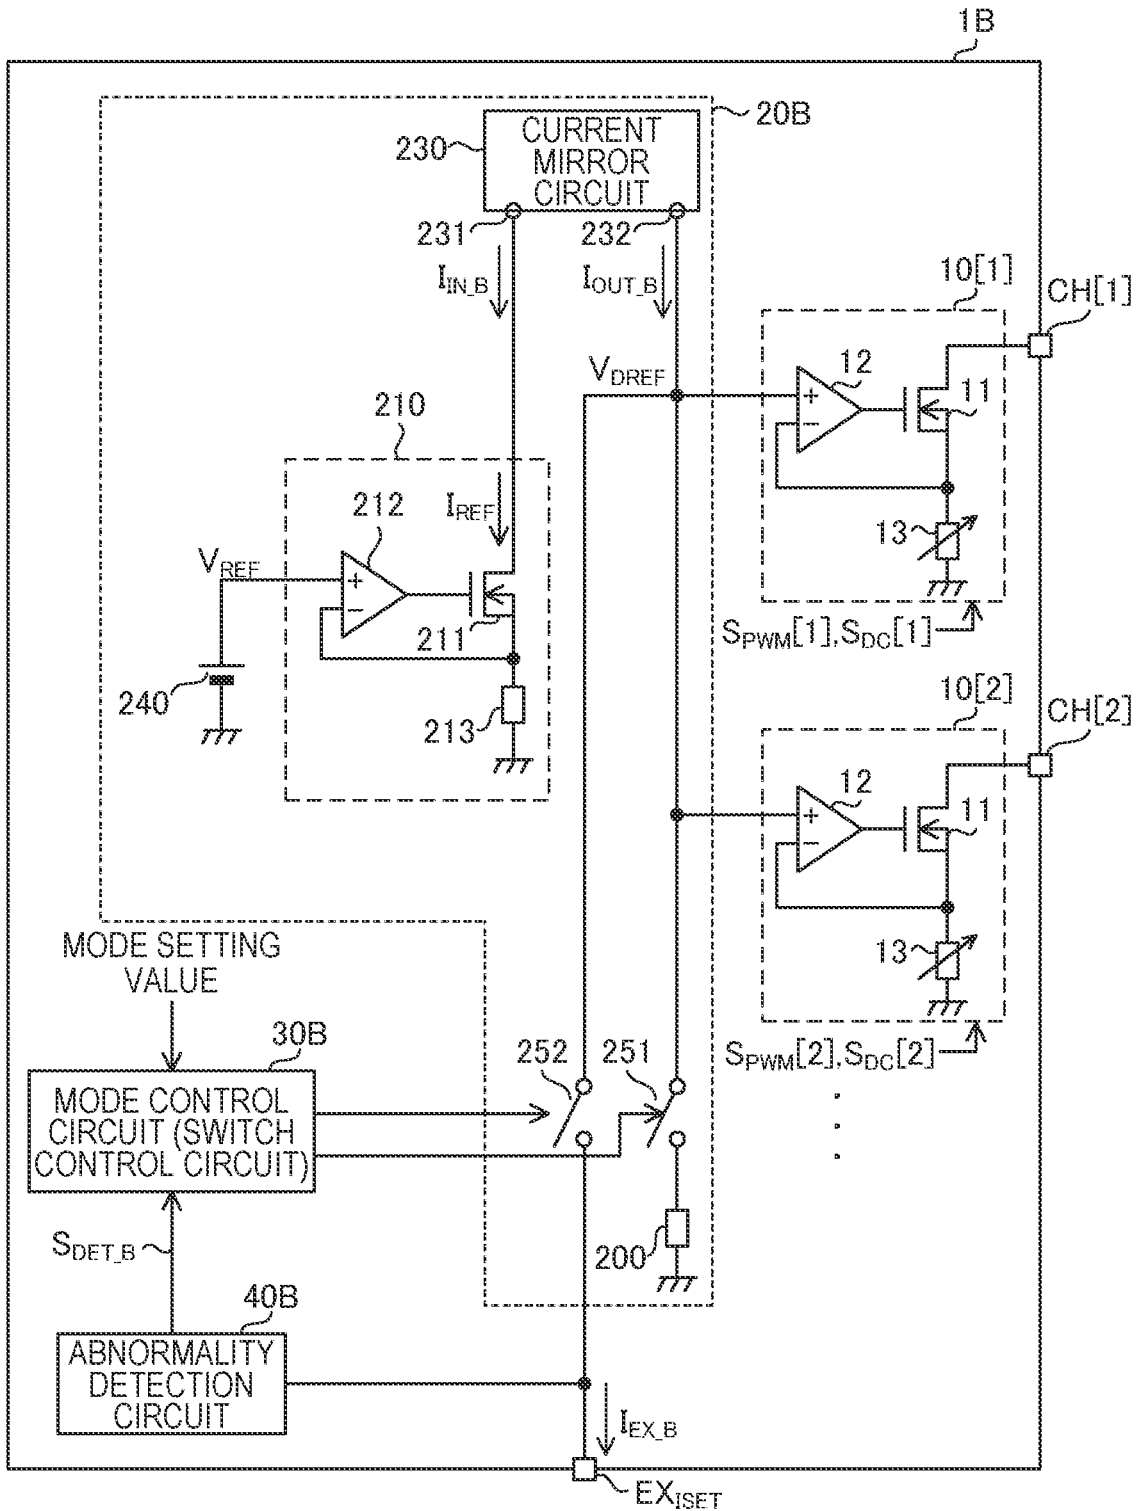 1B
20B
CURRENT
MIRROR
CIRCUIT
230
231
232
I_IN_B
I_OUT_B
10[1]
CH[1]
V_DREF
12
11
+
−
13
S_PWM[1],S_DC[1]
210
212
I_REF
V_REF
+
−
211
240
213
10[2]
CH[2]
12
11
+
−
13
S_PWM[2],S_DC[2]
MODE SETTING
VALUE
30B
252
251
MODE CONTROL
CIRCUIT (SWITCH
CONTROL CIRCUIT)
S_DET_B
200
40B
ABNORMALITY
DETECTION
CIRCUIT
I_EX_B
EX_ISET